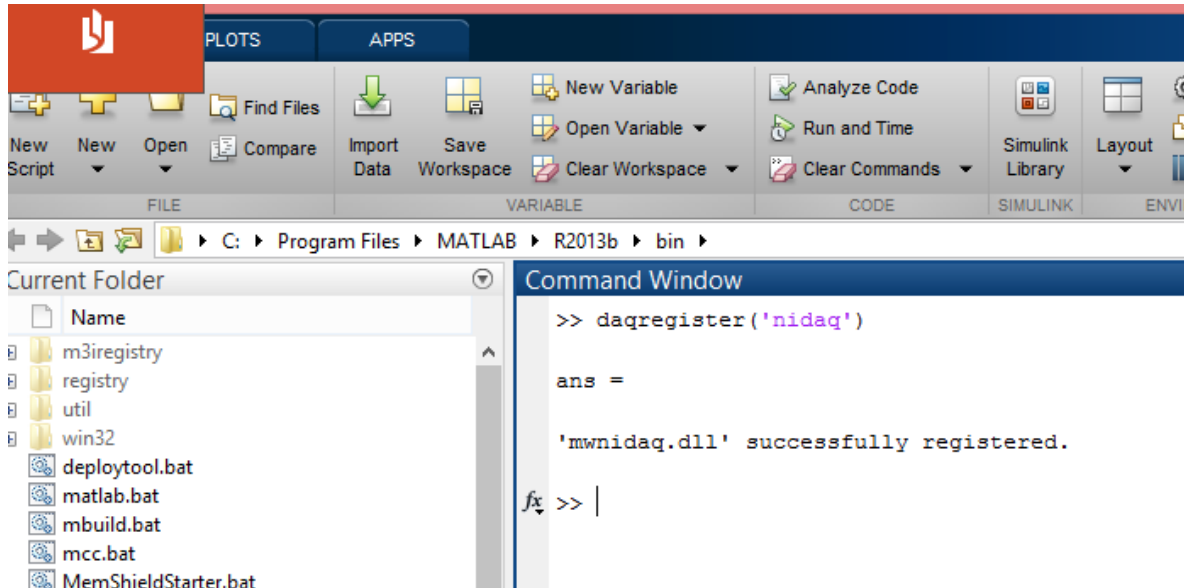 PLOTS APPS
Find Files
New Variable
Analyze Code
New Script
New
Open
Compare
Import Data
Save Workspace
Open Variable
Run and Time
Clear Workspace
Clear Commands
Simulink Library
Layout
FILE VARIABLE CODE SIMULINK ENVI
C: Program Files MATLAB R2013b bin
Current Folder
Name
m3iregistry
registry
util
win32
deploytool.bat
matlab.bat
mbuild.bat
mcc.bat
MemShieldStarter.bat
Command Window
>> daqregister('nidaq')
ans =
'mwnidaq.dll' successfully registered.
fx >>